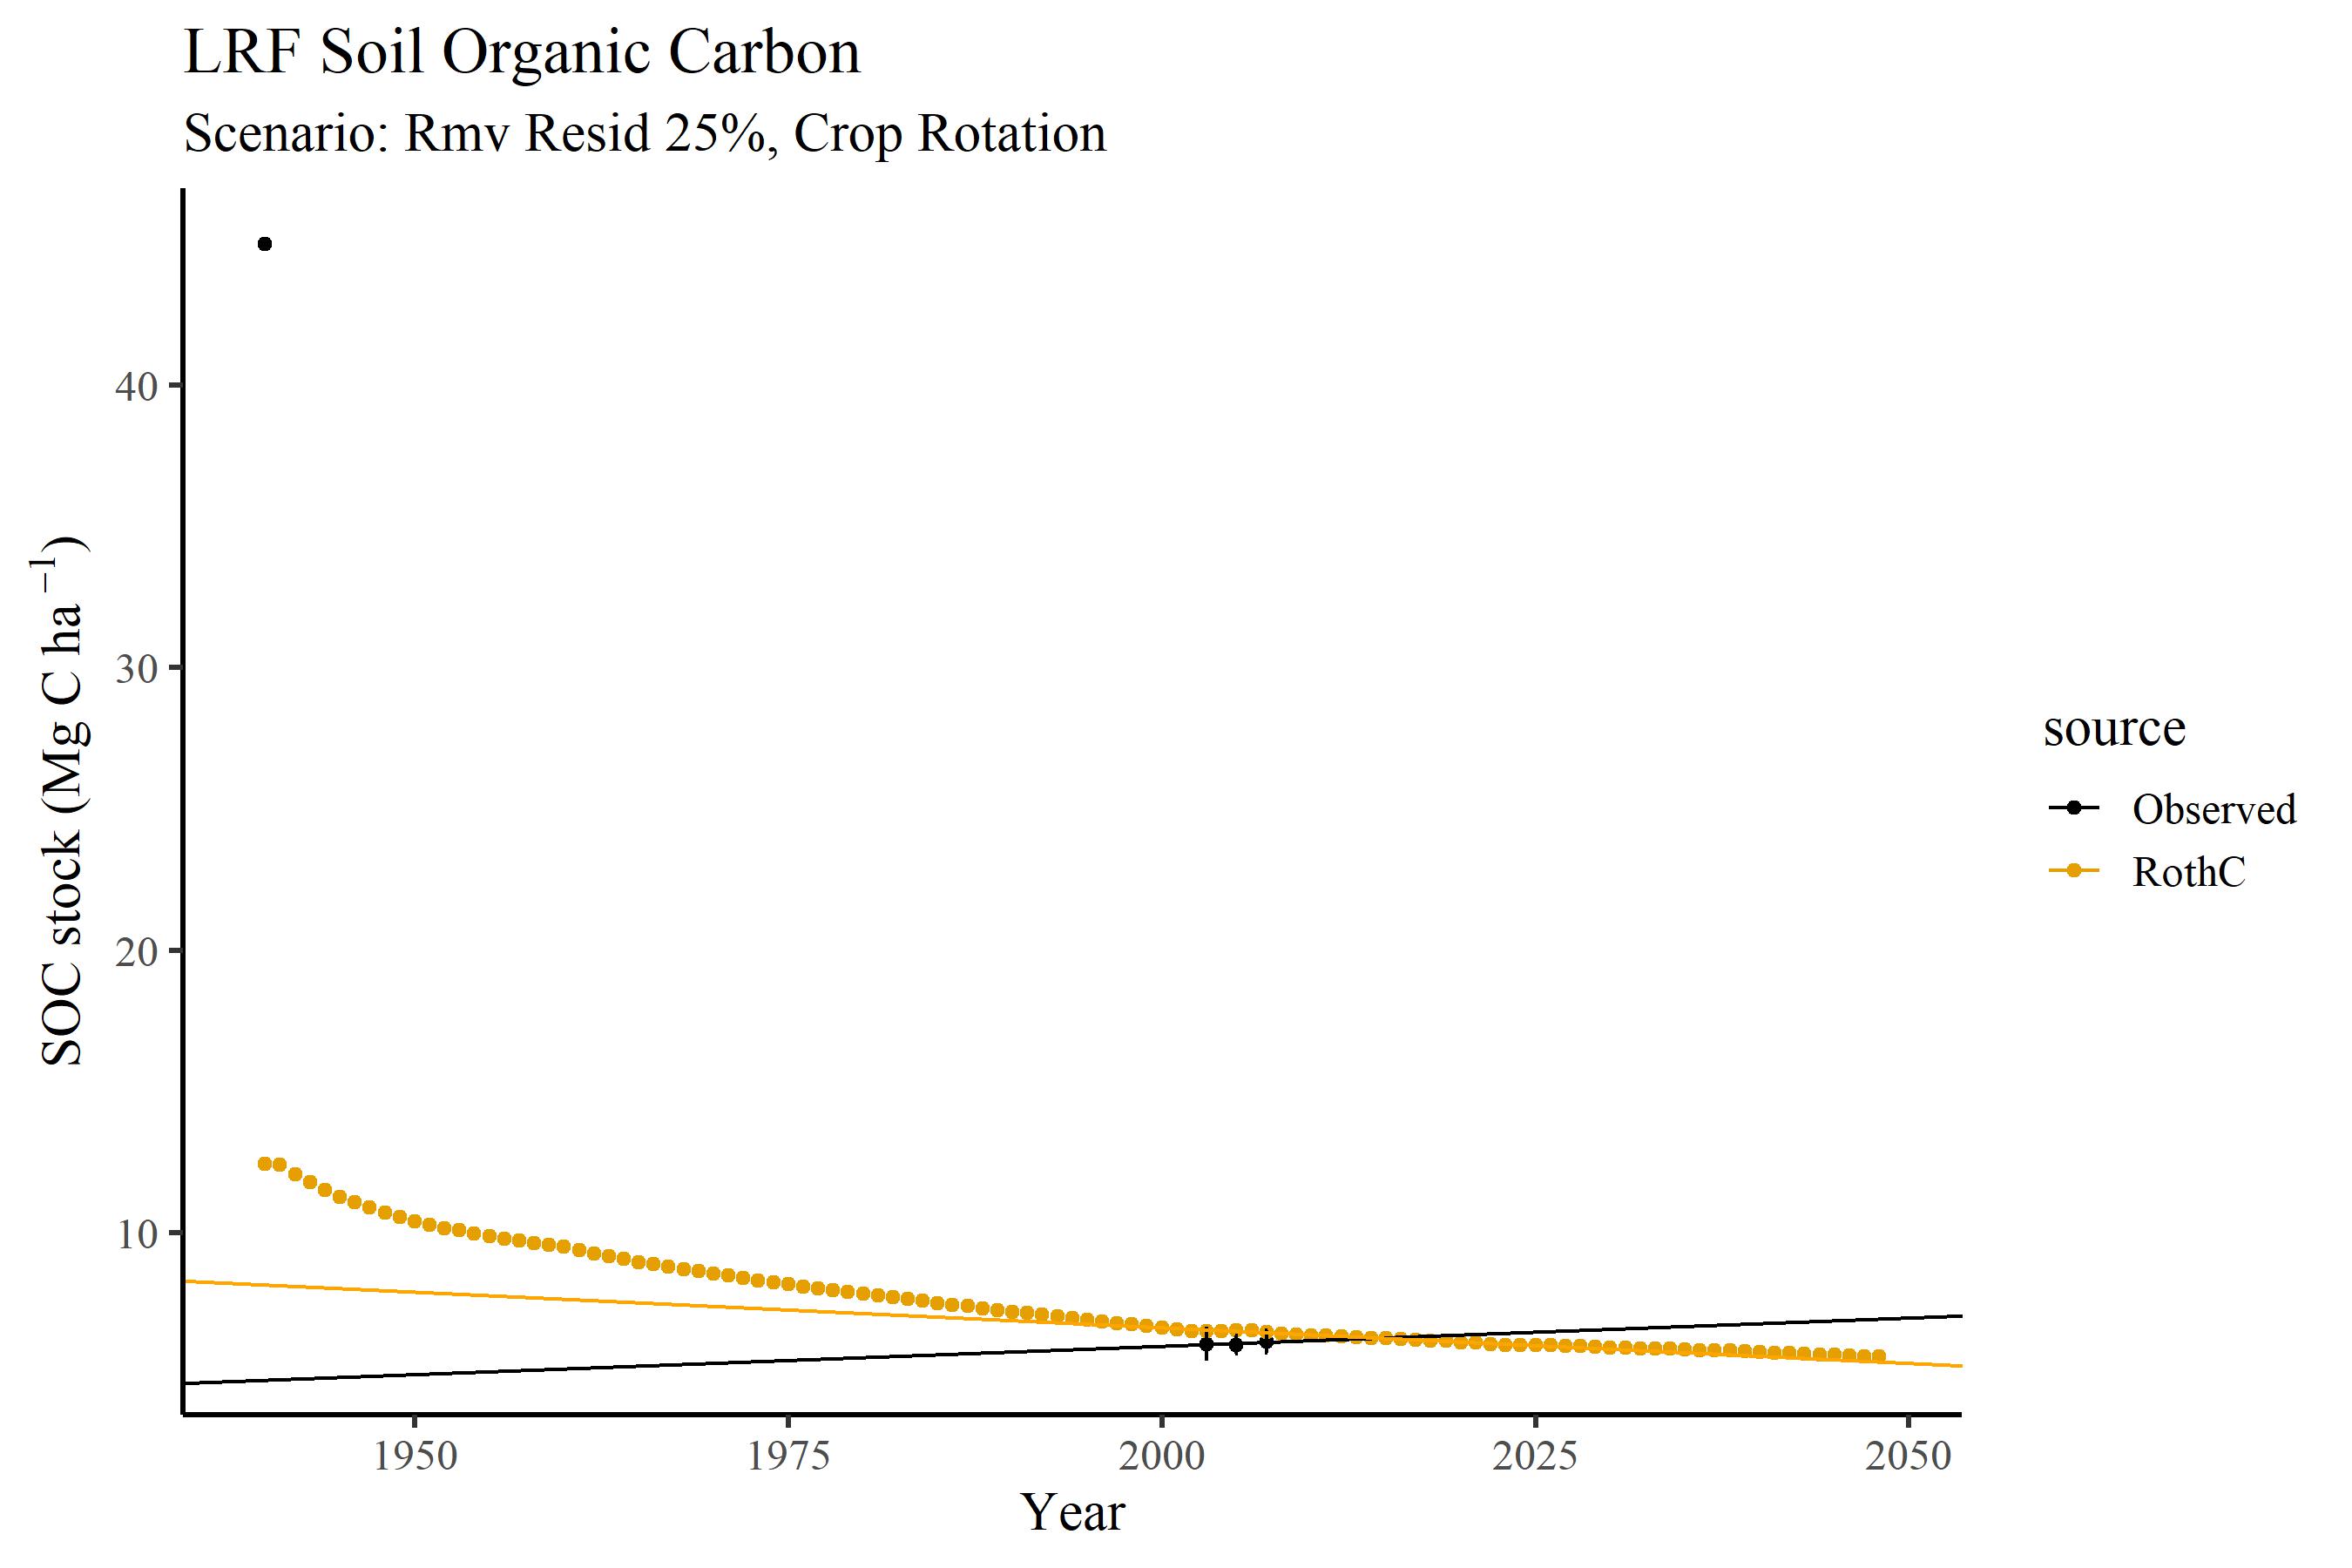 LRF Soil Organic Carbon
Scenario: Rmv Resid 25%, Crop Rotation
SOC stock (Mg C ha⁻¹)
40
30
20
10
1950 1975 2000 2025 2050
Year
source
Observed
RothC